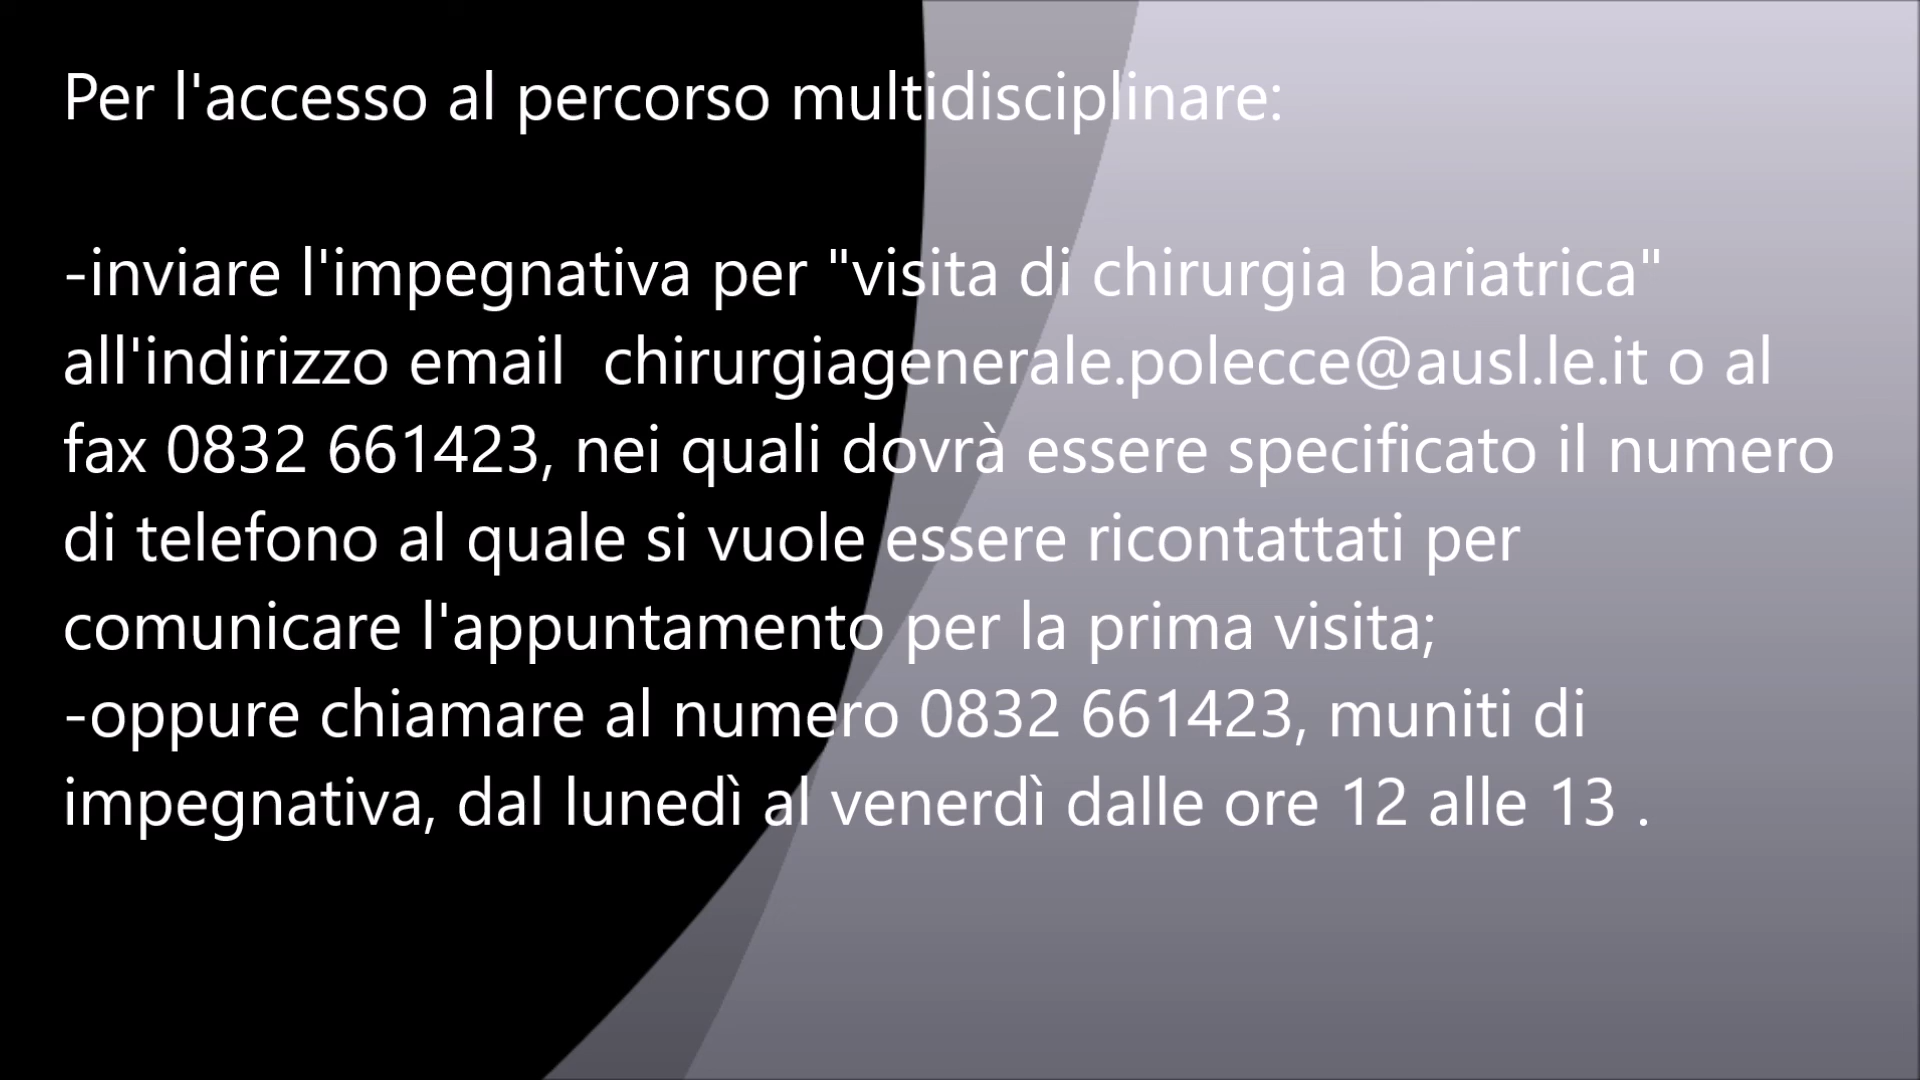 Per l'accesso al percorso multidisciplinare:
-inviare l'impegnativa per "visita di chirurgia bariatrica"
all'indirizzo email  chirurgiagenerale.polecce@ausl.le.it o al
fax 0832 661423, nei quali dovrà essere specificato il numero
di telefono al quale si vuole essere ricontattati per
comunicare l'appuntamento per la prima visita;
-oppure chiamare al numero 0832 661423, muniti di
impegnativa, dal lunedì al venerdì dalle ore 12 alle 13 .